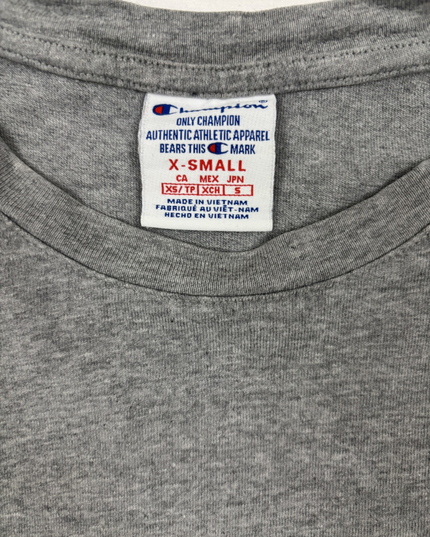 Champion
ONLY CHAMPION
AUTHENTIC ATHLETIC APPAREL
BEARS THIS C MARK
X-SMALL
CA MEX JPN
XS/TP XCH S
MADE IN VIETNAM
FABRIQUÉ AU VIÊT-NAM
HECHO EN VIETNAM